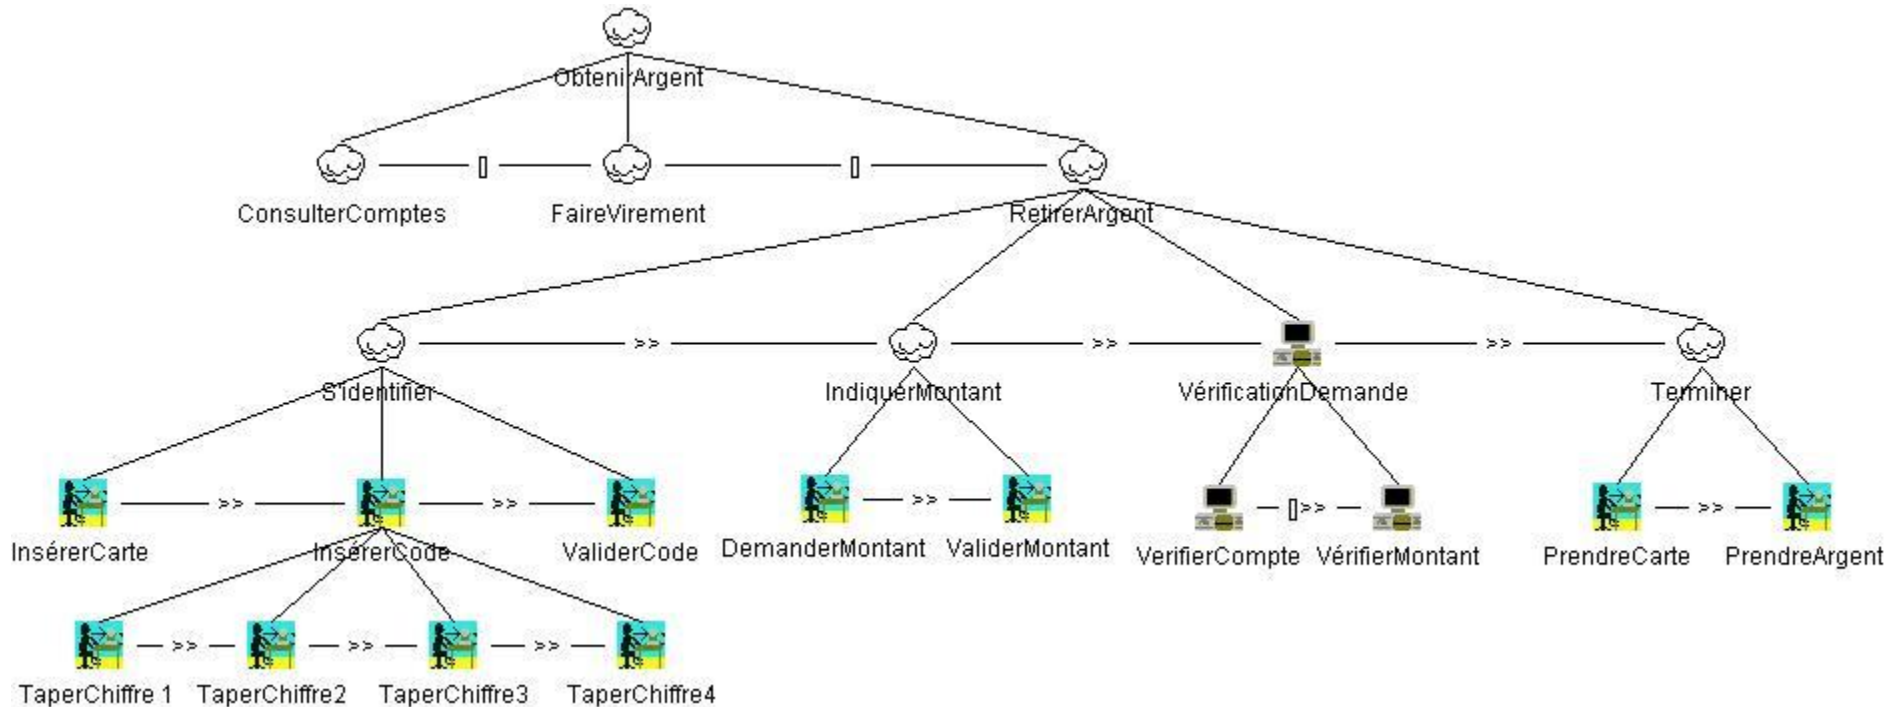 ObtenirArgent
[] []
ConsulterComptes FaireVirement RetirerArgent
>> >> >>
S'identifier IndiquerMontant VérificationDemande Terminer
>> >> >> []>> >>
InsérerCarte InsérerCode ValiderCode DemanderMontant ValiderMontant VerifierCompte VérifierMontant PrendreCarte PrendreArgent
>> >> >>
TaperChiffre 1 TaperChiffre2 TaperChiffre3 TaperChiffre4